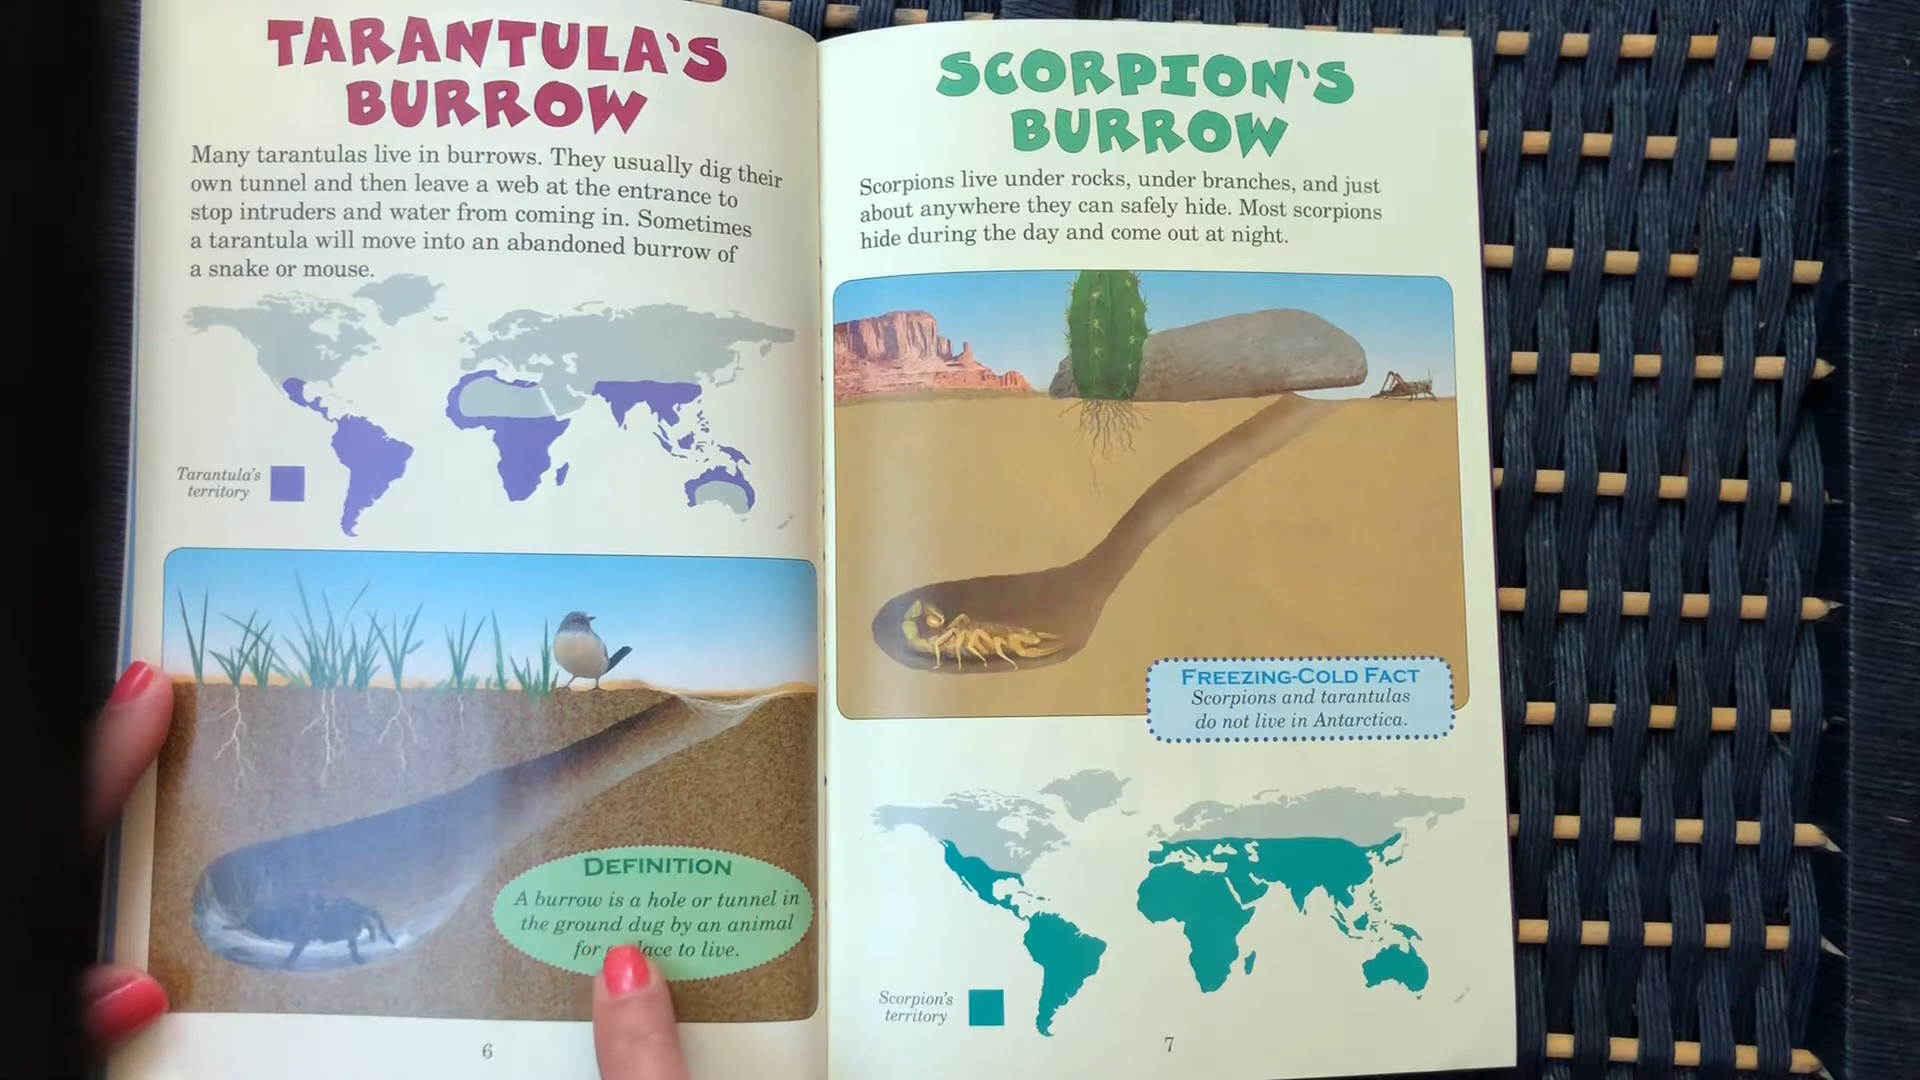 TARANTULA'S
BURROW
Many tarantulas live in burrows. They usually dig their
own tunnel and then leave a web at the entrance to
stop intruders and water from coming in. Sometimes
a tarantula will move into an abandoned burrow of
a snake or mouse.
Tarantula's
territory
DEFINITION
A burrow is a hole or tunnel in
the ground dug by an animal
for to live.
6
SCORPION'S
BURROW
Scorpions live under rocks, under branches, and just
about anywhere they can safely hide. Most scorpions
hide during the day and come out at night.
FREEZING-COLD FACT
Scorpions and tarantulas
do not live in Antarctica.
Scorpion's
territory
7